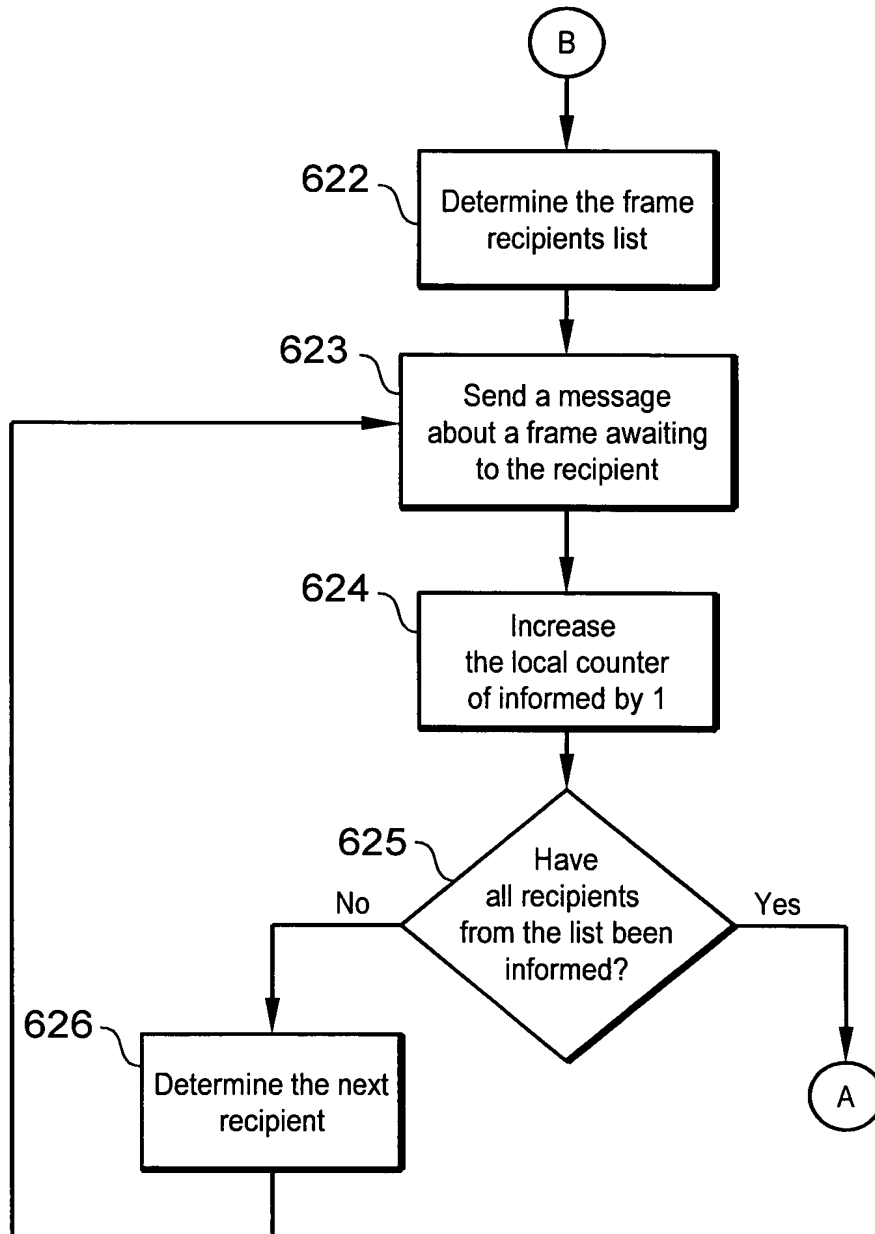 B
622
Determine the frame
recipients list
623
Send a message
about a frame awaiting
to the recipient
624
Increase
the local counter
of informed by 1
625
Have
all recipients
from the list been
informed?
No
Yes
626
Determine the next
recipient
A